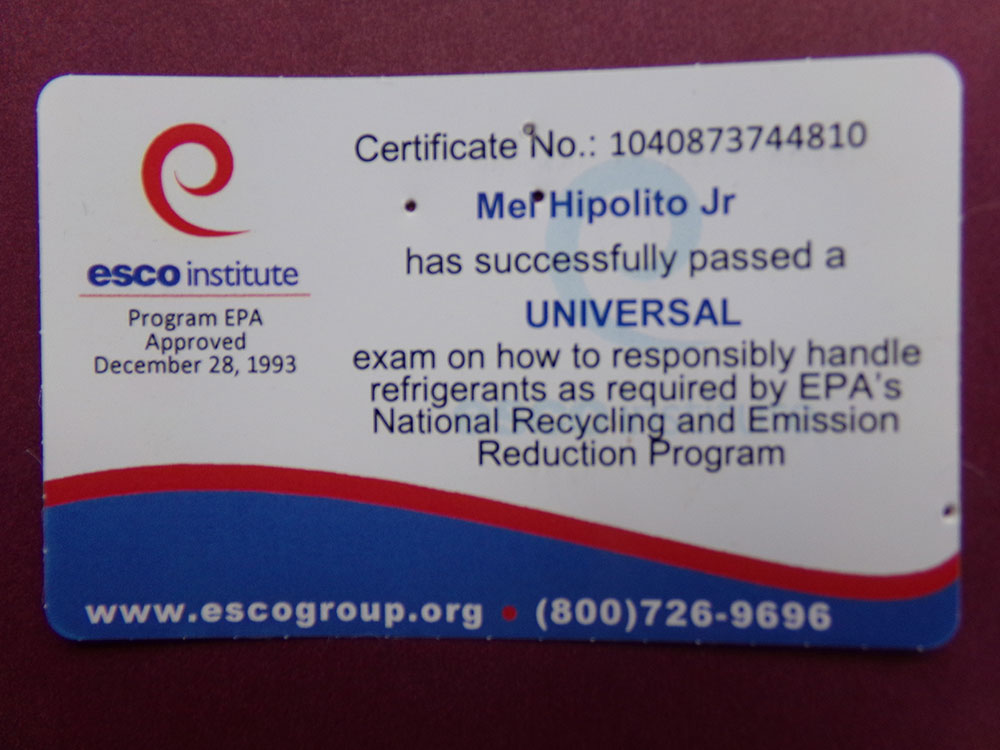 esco institute
Program EPA
Approved
December 28, 1993
Certificate No.: 1040873744810
Mel Hipolito Jr
has successfully passed a
UNIVERSAL
exam on how to responsibly handle
refrigerants as required by EPA's
National Recycling and Emission
Reduction Program
www.escogroup.org • (800)726-9696